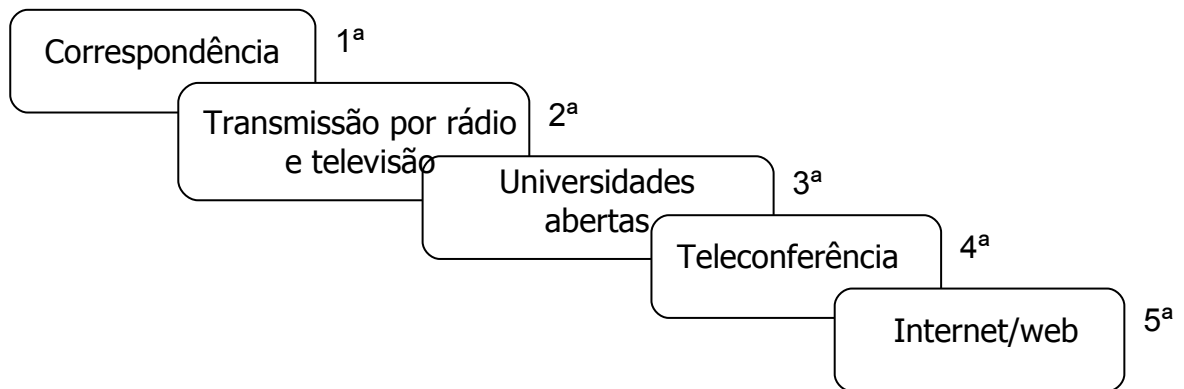 Correspondência
1ª
Transmissão por rádio
e televisão
2ª
Universidades
abertas
3ª
Teleconferência
4ª
Internet/web
5ª